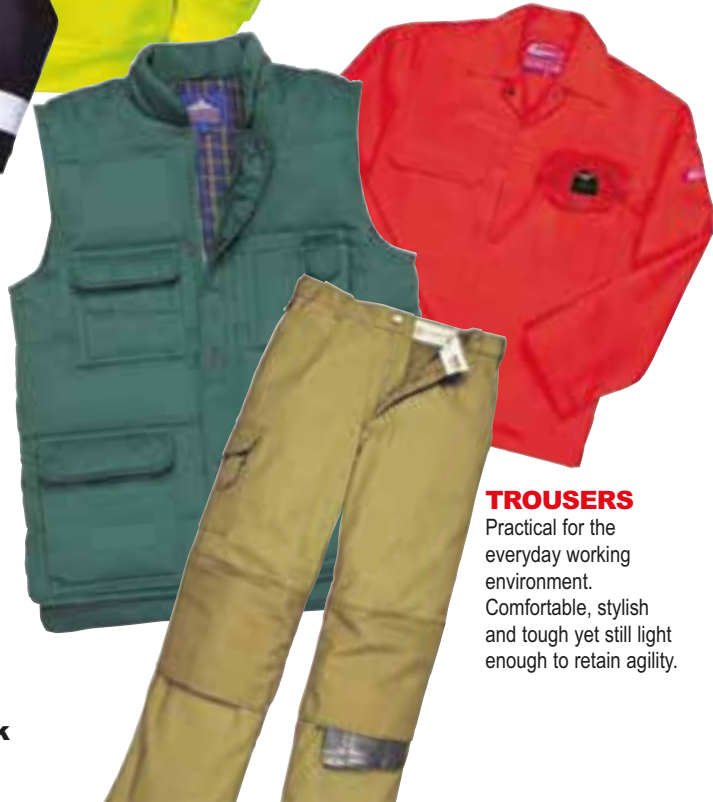 TROUSERS
Practical for the
everyday working
environment.
Comfortable, stylish
and tough yet still light
enough to retain agility.
k